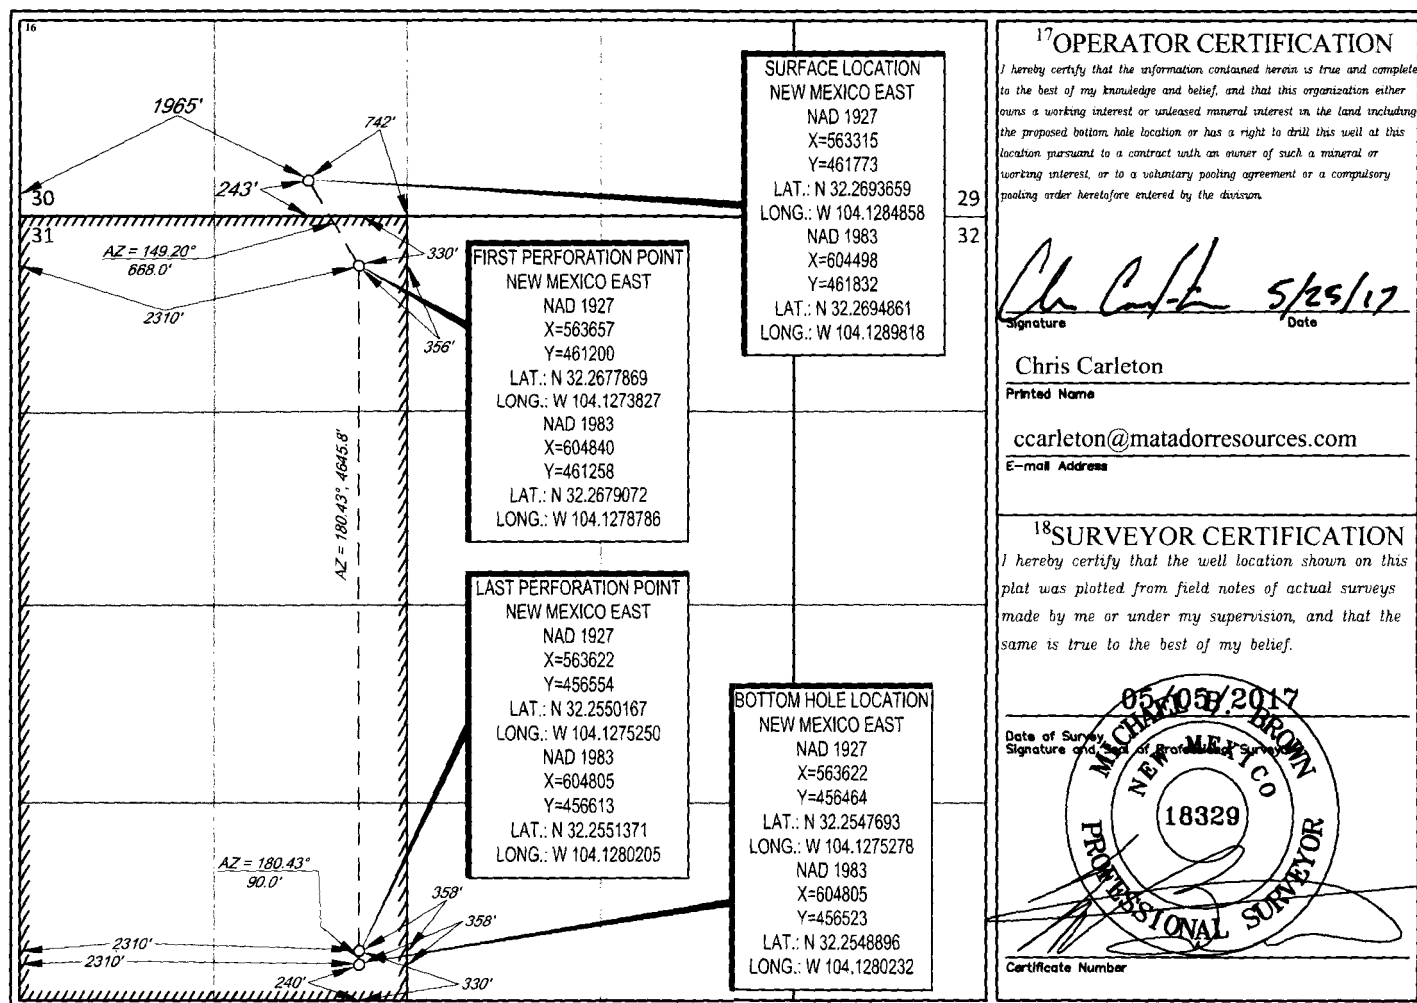 16
1965'
742'
243'
30
29
31
32
AZ = 149.20°
668.0'
330'
2310'
356'
AZ = 180.43°, 4645.8'
AZ = 180.43°
90.0'
358'
358'
2310'
2310'
240'
330'
SURFACE LOCATION
NEW MEXICO EAST
NAD 1927
X=563315
Y=461773
LAT.: N 32.2693659
LONG.: W 104.1284858
NAD 1983
X=604498
Y=461832
LAT.: N 32.2694861
LONG.: W 104.1289818
FIRST PERFORATION POINT
NEW MEXICO EAST
NAD 1927
X=563657
Y=461200
LAT.: N 32.2677869
LONG.: W 104.1273827
NAD 1983
X=604840
Y=461258
LAT.: N 32.2679072
LONG.: W 104.1278786
LAST PERFORATION POINT
NEW MEXICO EAST
NAD 1927
X=563622
Y=456554
LAT.: N 32.2550167
LONG.: W 104.1275250
NAD 1983
X=604805
Y=456613
LAT.: N 32.2551371
LONG.: W 104.1280205
BOTTOM HOLE LOCATION
NEW MEXICO EAST
NAD 1927
X=563622
Y=456464
LAT.: N 32.2547693
LONG.: W 104.1275278
NAD 1983
X=604805
Y=456523
LAT.: N 32.2548896
LONG.: W 104.1280232
17 OPERATOR CERTIFICATION
I hereby certify that the information contained herein is true and complete
to the best of my knowledge and belief, and that this organization either
owns a working interest or unleased mineral interest in the land including
the proposed bottom hole location or has a right to drill this well at this
location pursuant to a contract with an owner of such a mineral or
working interest, or to a voluntary pooling agreement or a compulsory
pooling order heretofore entered by the division.
5/25/17
Signature Date
Chris Carleton
Printed Name
ccarleton@matadorresources.com
E-mail Address
18 SURVEYOR CERTIFICATION
I hereby certify that the well location shown on this
plat was plotted from field notes of actual surveys
made by me or under my supervision, and that the
same is true to the best of my belief.
05/05/2017
Date of Survey
Signature and Seal of Professional Surveyor
MICHAEL B. BROWN
NEW MEXICO
18329
PROFESSIONAL SURVEYOR
Certificate Number